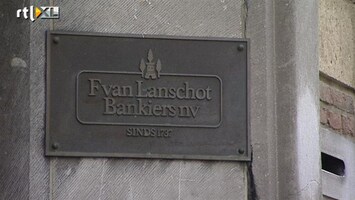 rtl XL
F. van Lanschot
Bankiers nv
SINDS 1737